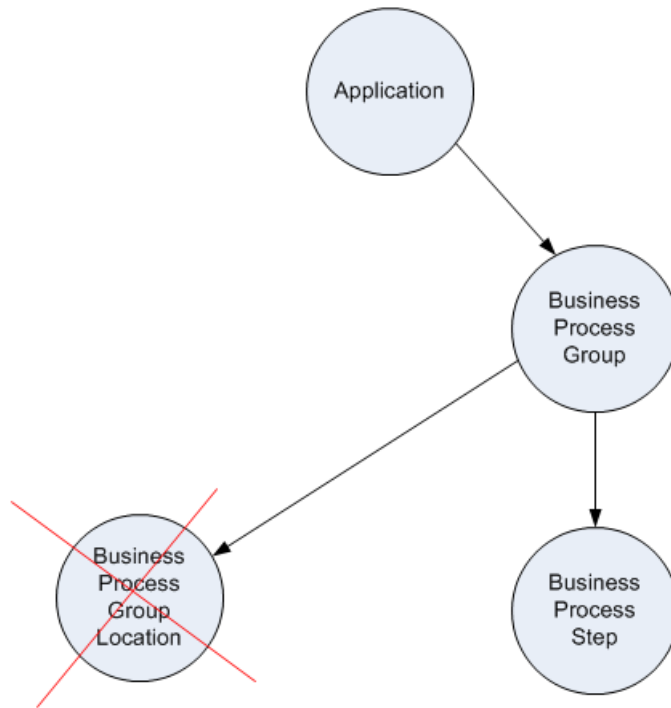 Application
Business
Process
Group
Business
Process
Group
Location
Business
Process
Step